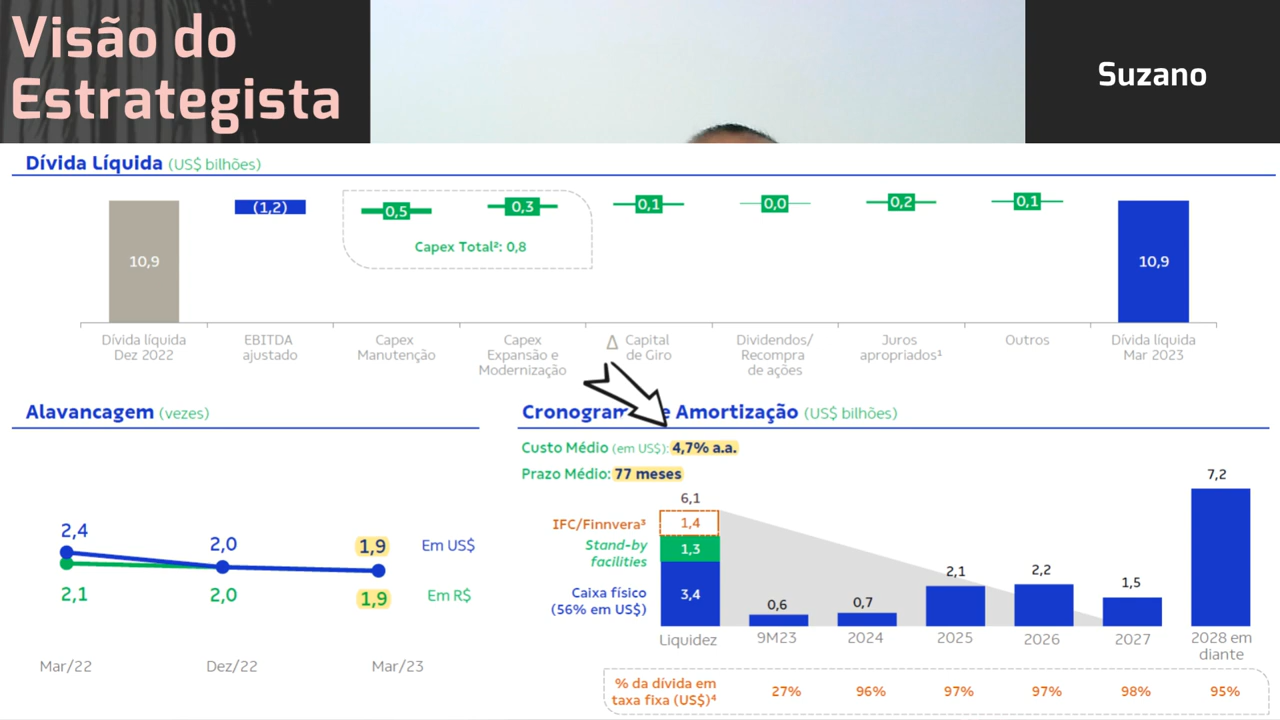 Visão do
Estrategista
Suzano
Dívida Líquida (US$ bilhões)
10,9
(1,2)
0,5
0,3
0,1
0,0
0,2
0,1
10,9
Capex Total²: 0,8
Dívida líquida
Dez 2022
EBITDA
ajustado
Capex
Manutenção
Capex
Expansão e
Modernização
Δ Capital
de Giro
Dividendos/
Recompra
de ações
Juros
apropriados¹
Outros
Dívida líquida
Mar 2023
Alavancagem (vezes)
2,4
2,0
1,9
Em US$
2,1
2,0
1,9
Em R$
Mar/22
Dez/22
Mar/23
Amortização (US$ bilhões)
Custo Médio (em US$): 4,7% a.a.
Prazo Médio: 77 meses
6,1
IFC/Finnvera³
1,4
Stand-by
facilities
1,3
Caixa físico
(56% em US$)
3,4
0,6
0,7
2,1
2,2
1,5
7,2
Liquidez
9M23
2024
2025
2026
2027
2028 em
diante
% da dívida em
taxa fixa (US$)⁴
27%
96%
97%
97%
98%
95%